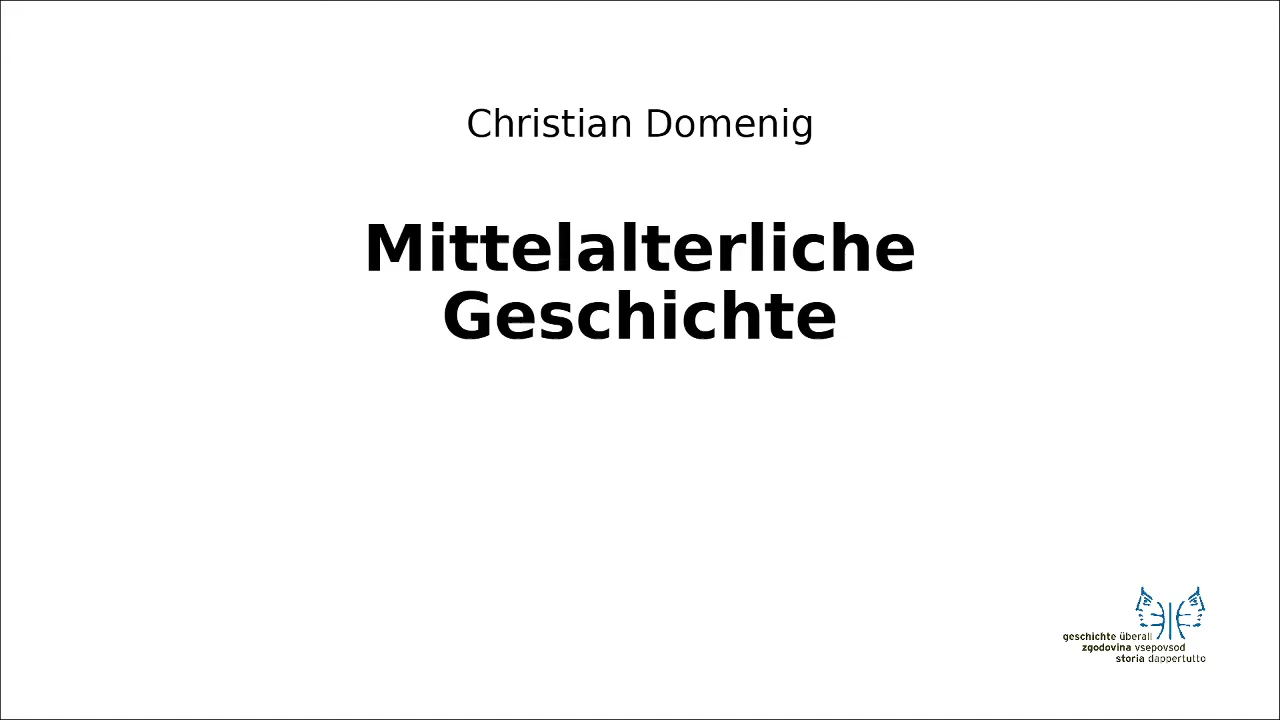 Christian Domenig
Mittelalterliche
Geschichte
geschichte überall
zgodovina vsepovsod
storia dappertutto